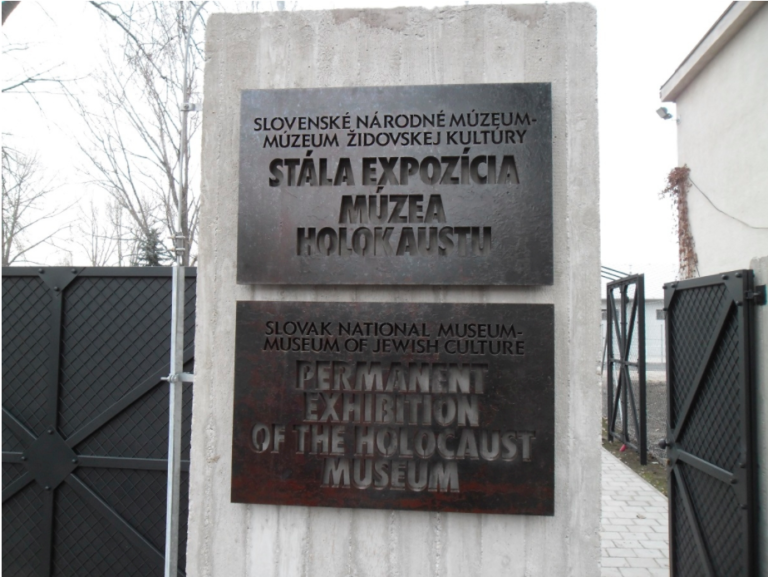 SLOVENSKÉ NÁRODNÉ MÚZEUM-
MÚZEUM ŽIDOVSKEJ KULTÚRY
STÁLA EXPOZÍCIA
MÚZEA
HOLOKAUSTU
SLOVAK NATIONAL MUSEUM-
MUSEUM OF JEWISH CULTURE
PERMANENT
EXHIBITION
OF THE HOLOCAUST
MUSEUM